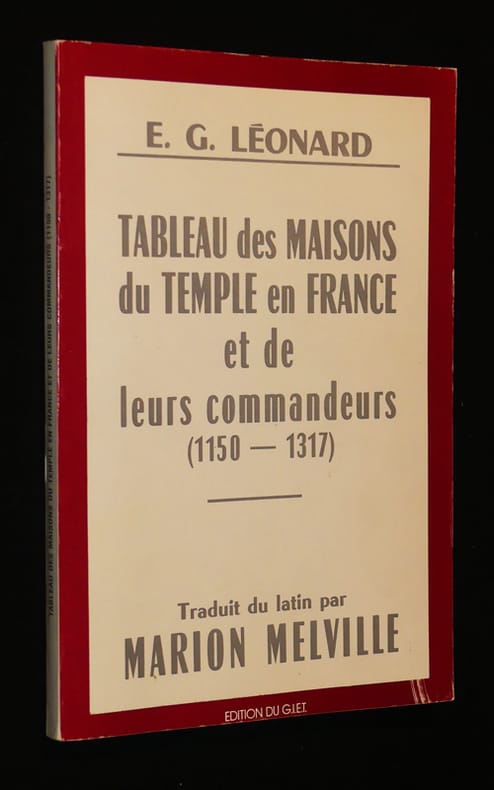 E. G. LÉONARD
TABLEAU des MAISONS
du TEMPLE en FRANCE
et de
leurs commandeurs
(1150 — 1317)
Traduit du latin par
MARION MELVILLE
EDITION DU G.I.E.T.
TABLEAU DES MAISONS DU TEMPLE EN FRANCE ET DE LEURS COMMANDEURS (1150 - 1317)